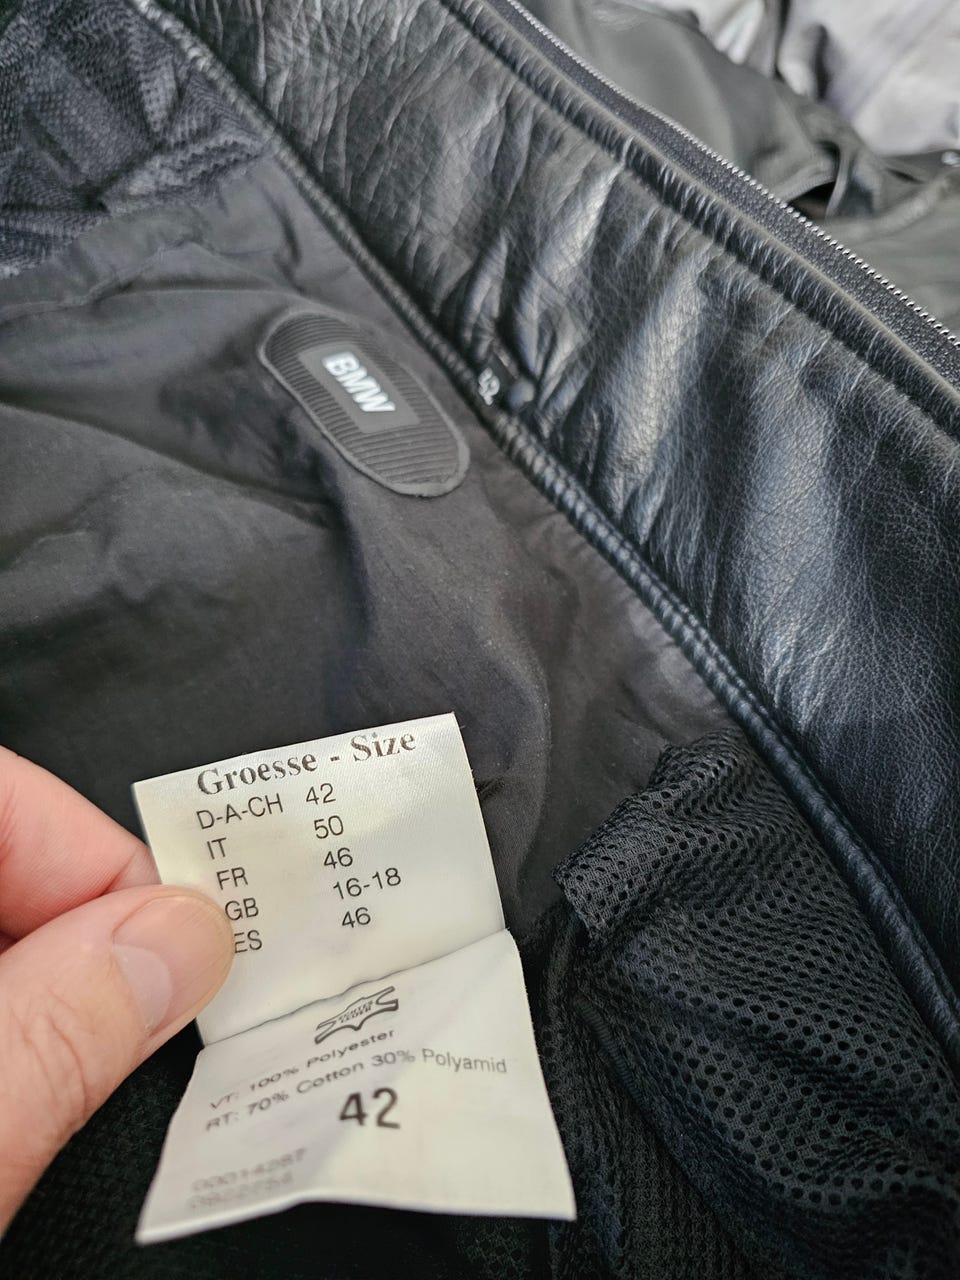 BMW
42
Groesse - Size
D-A-CH 42
IT 50
FR 46
GB 16-18
ES 46
VT: 100% Polyester
RT: 70% Cotton 30% Polyamid
42